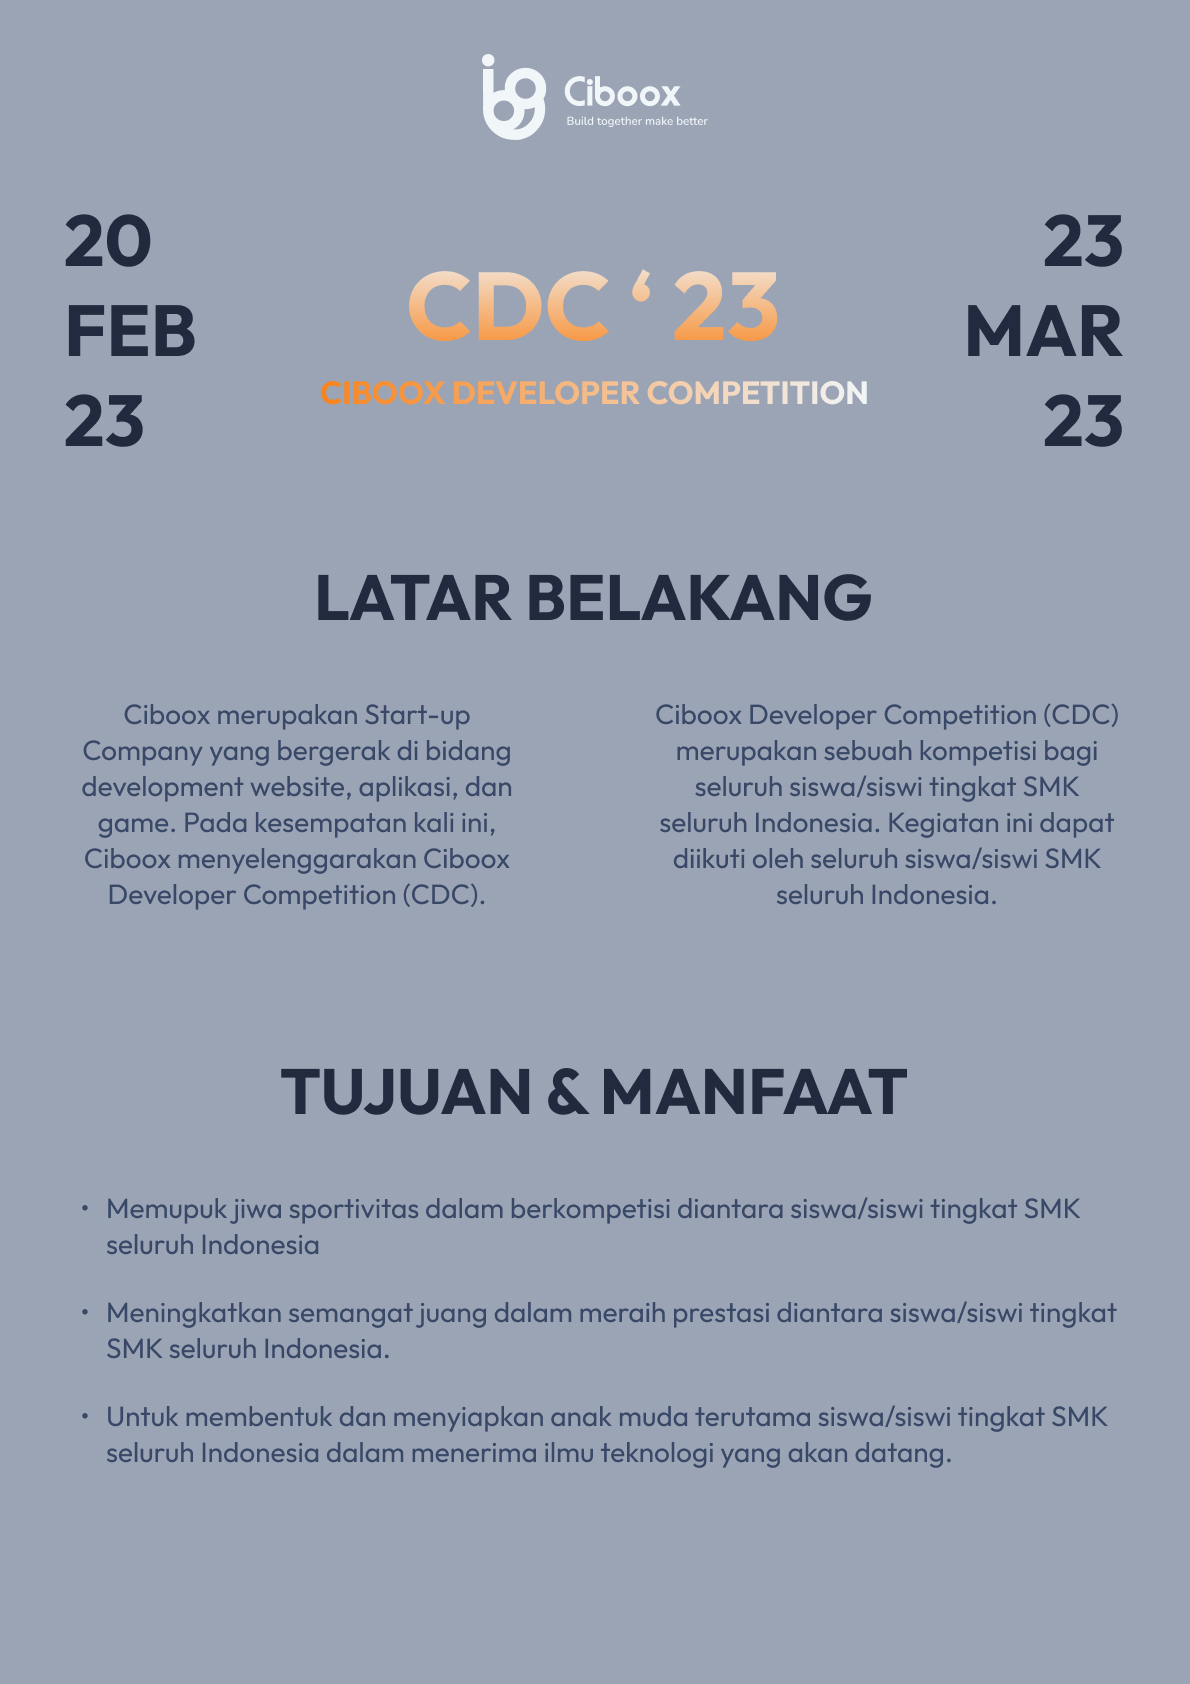 Ciboox
Build together make better
20
FEB
23
CDC ‘ 23
CIBOOX DEVELOPER COMPETITION
23
MAR
23
LATAR BELAKANG
Ciboox merupakan Start-up
Company yang bergerak di bidang
development website, aplikasi, dan
game. Pada kesempatan kali ini,
Ciboox menyelenggarakan Ciboox
Developer Competition (CDC).
Ciboox Developer Competition (CDC)
merupakan sebuah kompetisi bagi
seluruh siswa/siswi tingkat SMK
seluruh Indonesia. Kegiatan ini dapat
diikuti oleh seluruh siswa/siswi SMK
seluruh Indonesia.
TUJUAN & MANFAAT
• Memupuk jiwa sportivitas dalam berkompetisi diantara siswa/siswi tingkat SMK
seluruh Indonesia
• Meningkatkan semangat juang dalam meraih prestasi diantara siswa/siswi tingkat
SMK seluruh Indonesia.
• Untuk membentuk dan menyiapkan anak muda terutama siswa/siswi tingkat SMK
seluruh Indonesia dalam menerima ilmu teknologi yang akan datang.